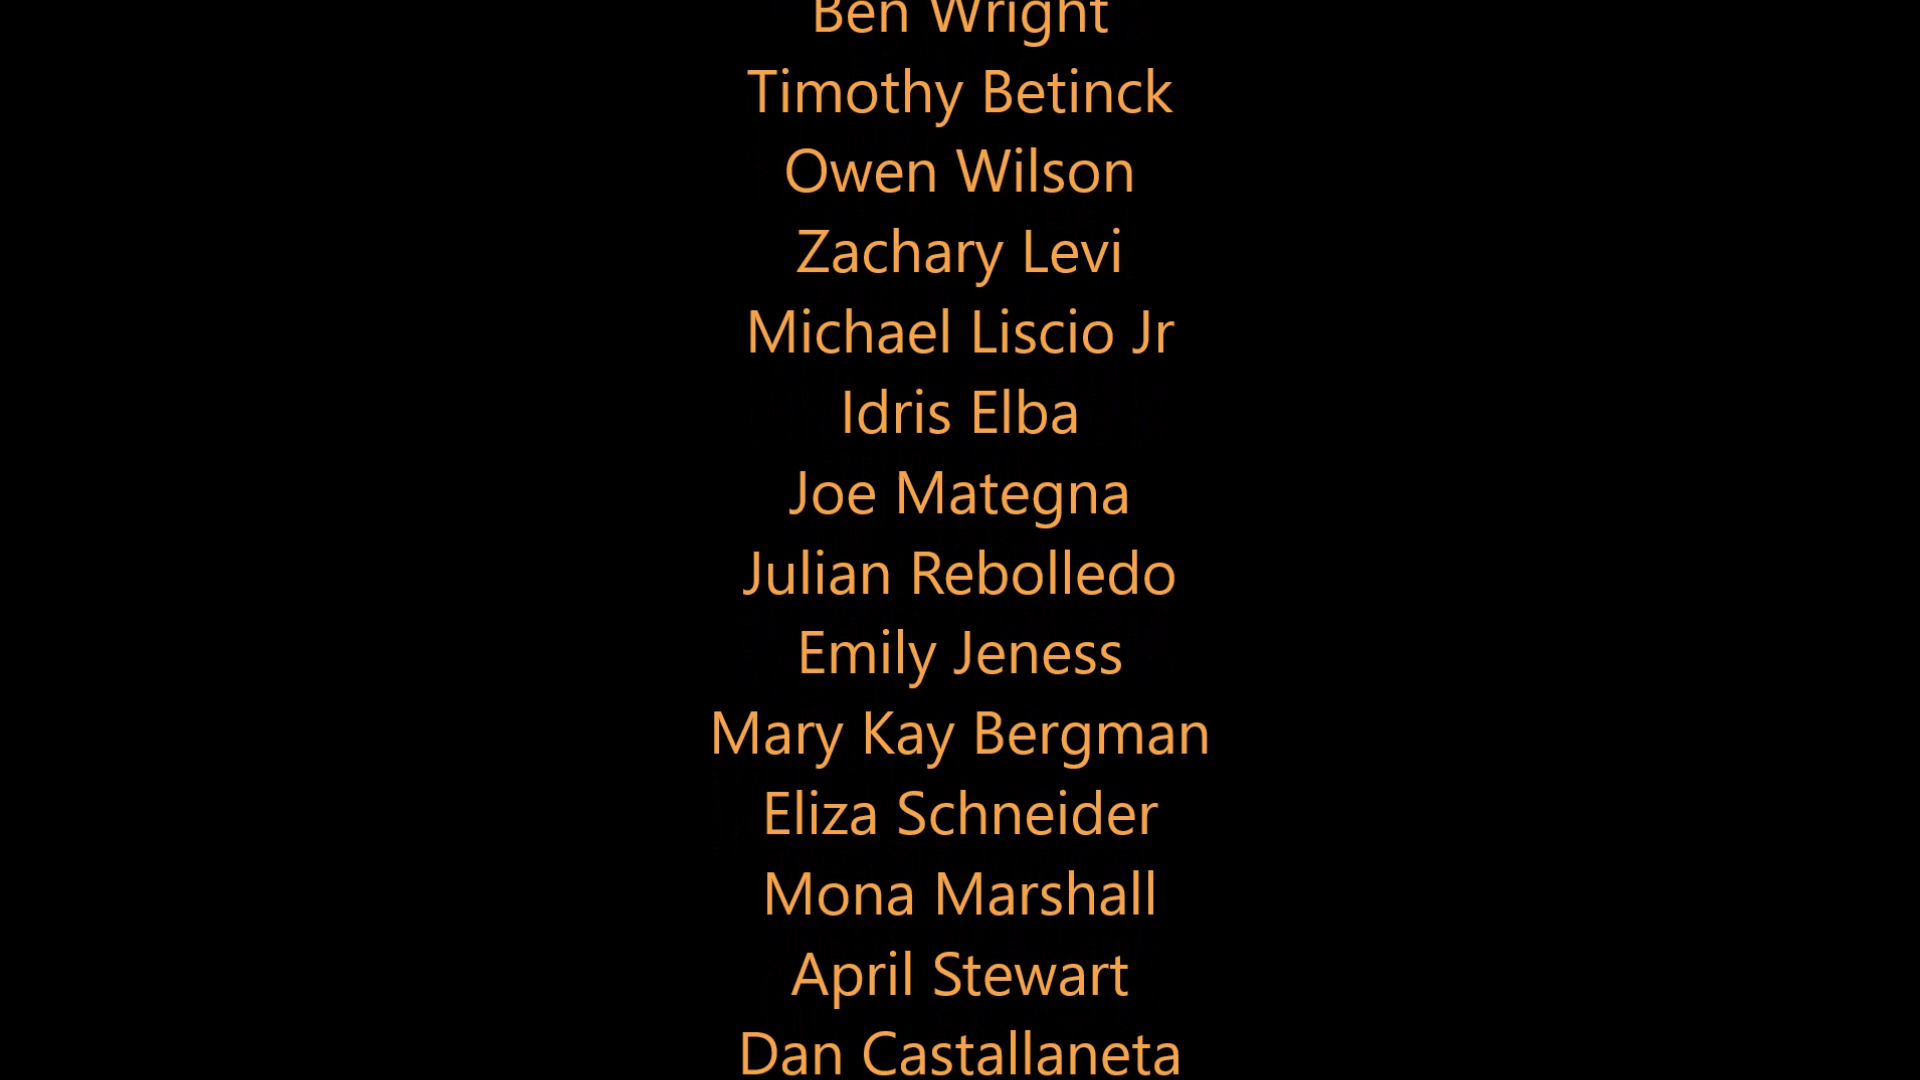 Ben Wright
Timothy Betinck
Owen Wilson
Zachary Levi
Michael Liscio Jr
Idris Elba
Joe Mategna
Julian Rebolledo
Emily Jeness
Mary Kay Bergman
Eliza Schneider
Mona Marshall
April Stewart
Dan Castallaneta